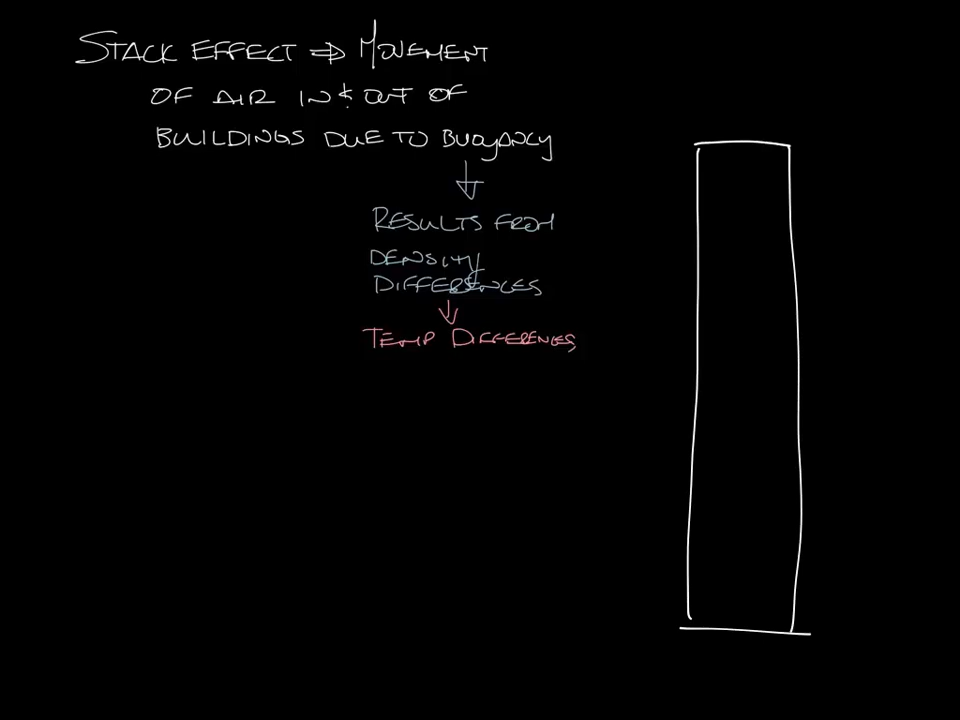 STACK EFFECT ⇒ MOVEMENT
OF AIR IN & OUT OF
BUILDINGS DUE TO BUOYANCY
RESULTS FROM
DENSITY
DIFFERENCES
TEMP DIFFERENCES